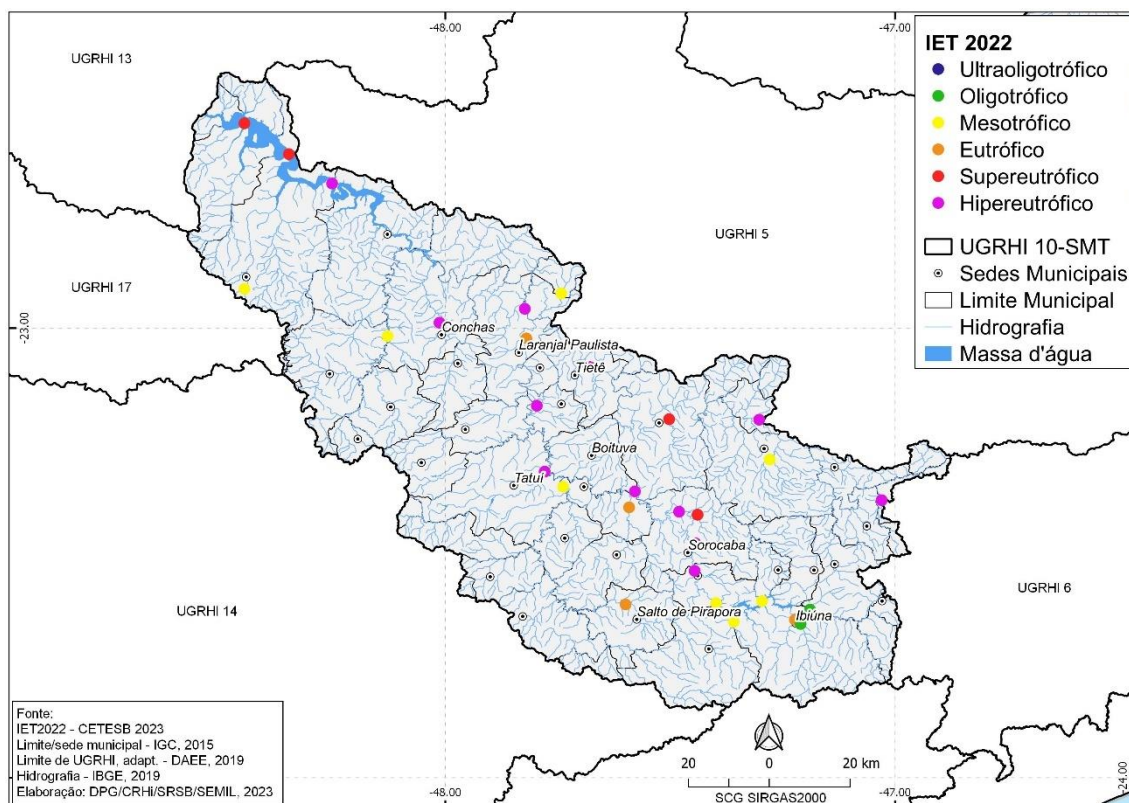 -48.00
-47.00
UGRHI 13
IET 2022
Ultraoligotrófico
Oligotrófico
Mesotrófico
Eutrófico
Supereutrófico
Hipereutrófico
UGRHI 10-SMT
Sedes Municipais
Limite Municipal
Hidrografia
Massa d'água
UGRHI 5
UGRHI 17
-23.00
-23.00
Conchas
Laranjal Paulista
Tietê
Boituva
Tatuí
Sorocaba
Salto de Pirapora
Ibiúna
UGRHI 6
UGRHI 14
Fonte:
IET2022 - CETESB 2023
Limite/sede municipal - IGC, 2015
Limite de UGRHI, adapt. - DAEE, 2019
Hidrografia - IBGE, 2019
Elaboração: DPG/CRHi/SRSB/SEMIL, 2023
20 0 20 km
SCG SIRGAS2000
-24.00
-48.00
-47.00